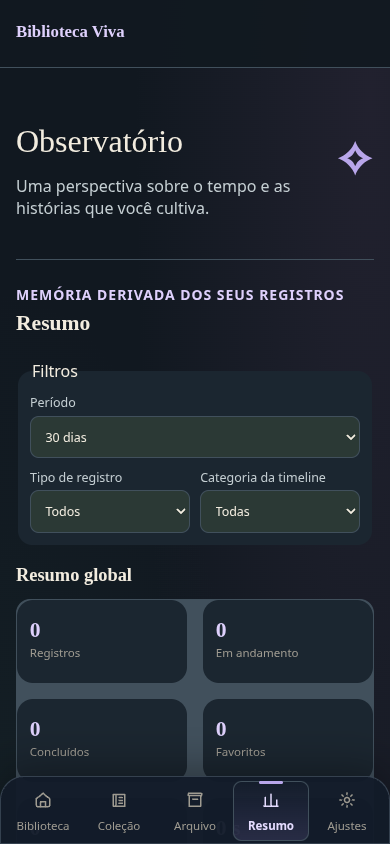 Biblioteca Viva
Observatório
Uma perspectiva sobre o tempo e as
histórias que você cultiva.
MEMÓRIA DERIVADA DOS SEUS REGISTROS
Resumo
Filtros
Período
30 dias
Tipo de registro
Categoria da timeline
Todos
Todas
Resumo global
0
0
Registros
Em andamento
0
0
Concluídos
Favoritos
Biblioteca
Coleção
Arquivo
Resumo
Ajustes